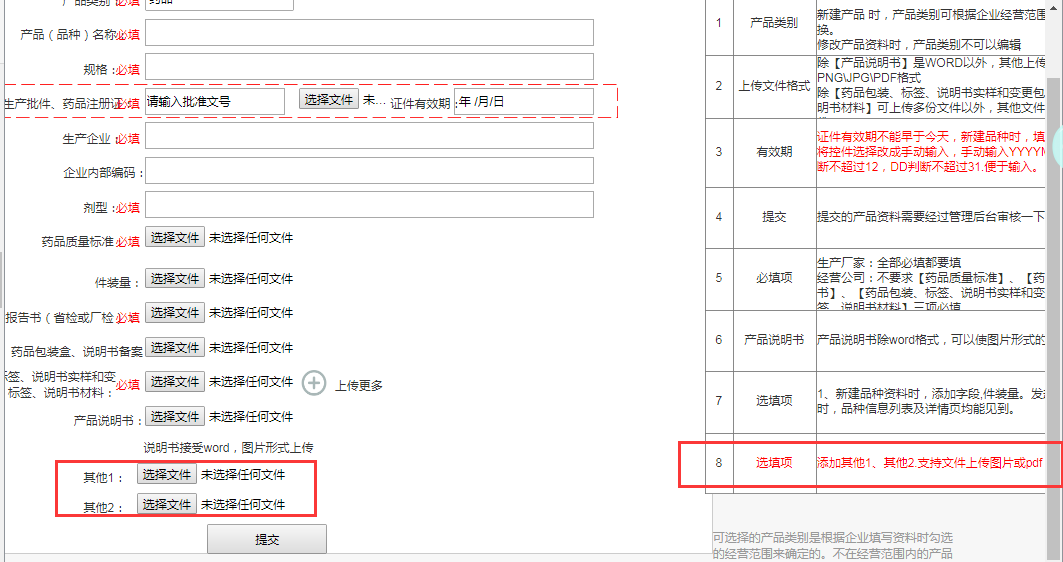 产品类别 必填 药品
产品（品种）名称必填
规格：必填
生产批件、药品注册证必填 请输入批准文号 选择文件 未... 证件有效期：年 /月/日
生产企业：必填
企业内部编码：
剂型：必填
药品质量标准必填 选择文件 未选择任何文件
件装量： 选择文件 未选择任何文件
报告书（省检或厂检 必填 选择文件 未选择任何文件
药品包装盒、说明书备案 选择文件 未选择任何文件
标签、说明书实样和变
标签、说明书材料： 必填 选择文件 未选择任何文件 上传更多
产品说明书： 选择文件 未选择任何文件
说明书接受word，图片形式上传
其他1： 选择文件 未选择任何文件
其他2： 选择文件 未选择任何文件
提交
1 产品类别
新建产品 时，产品类别可根据企业经营范围
换。
修改产品资料时，产品类别不可以编辑
2 上传文件格式
除【产品说明书】是WORD以外，其他上传
PNG\JPG\PDF格式
除【药品包装、标签、说明书实样和变更包
明书材料】可上传多份文件以外，其他文件
3 有效期
证件有效期不能早于今天，新建品种时，填
将控件选择改成手动输入，手动输入YYYYM
断不超过12，DD判断不超过31.便于输入。
4 提交
提交的产品资料需要经过管理后台审核一下
5 必填项
生产厂家：全部必填都要填
经营公司：不要求【药品质量标准】、【药
书】、【药品包装、标签、说明书实样和变
签、说明书材料】三项必填
6 产品说明书
产品说明书除word格式，可以使图片形式的
7 选填项
1、新建品种资料时，添加字段,件装量。发起
时，品种信息列表及详情页均能见到。
8 选填项
添加其他1、其他2.支持文件上传图片或pdf
可选择的产品类别是根据企业填写资料时勾选
的经营范围来确定的。不在经营范围内的产品